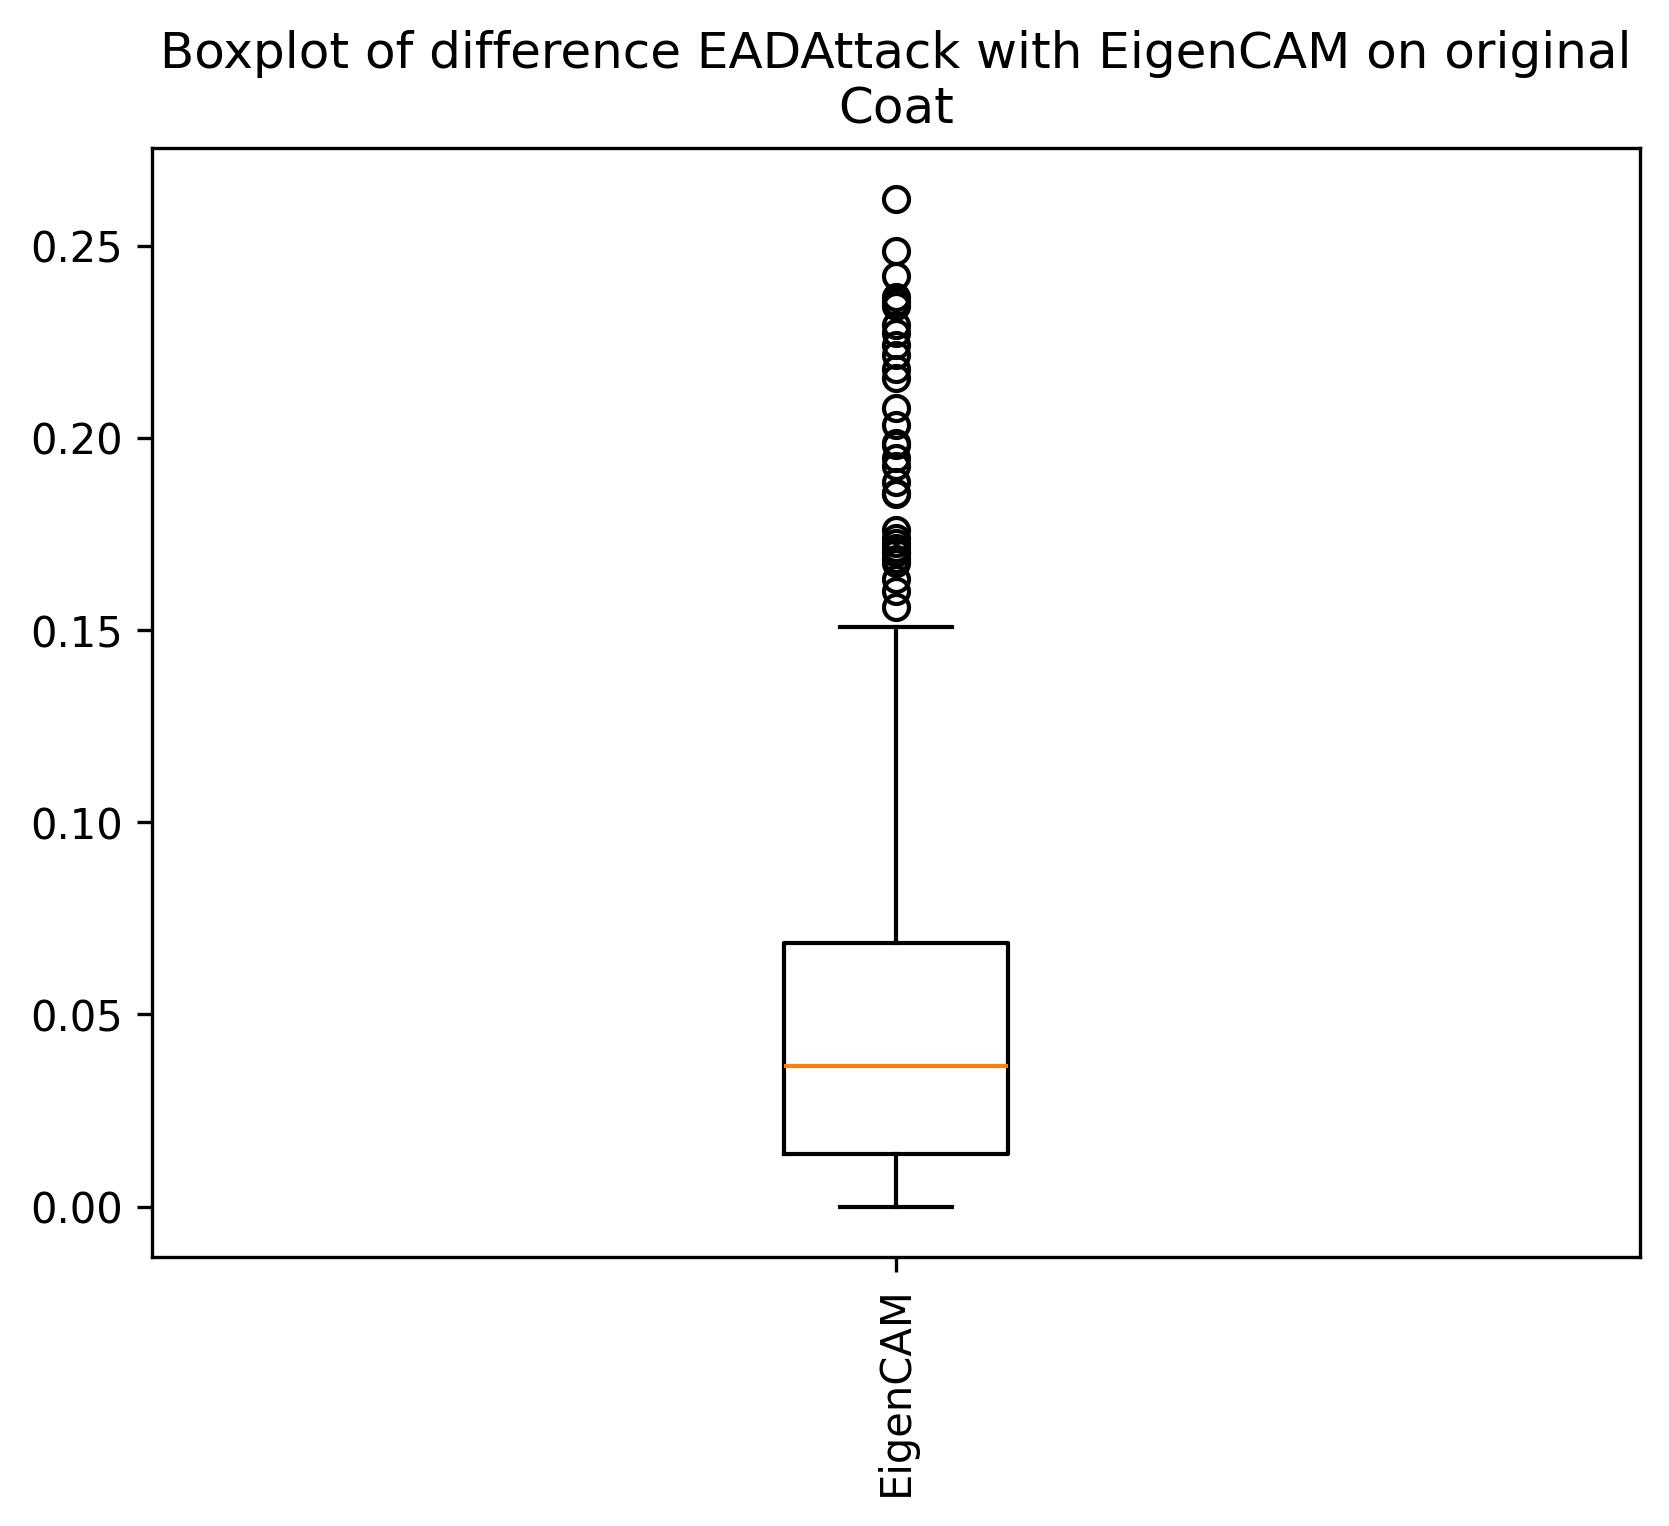 Boxplot of difference EADAttack with EigenCAM on original
Coat
0.25
0.20
0.15
0.10
0.05
0.00
EigenCAM